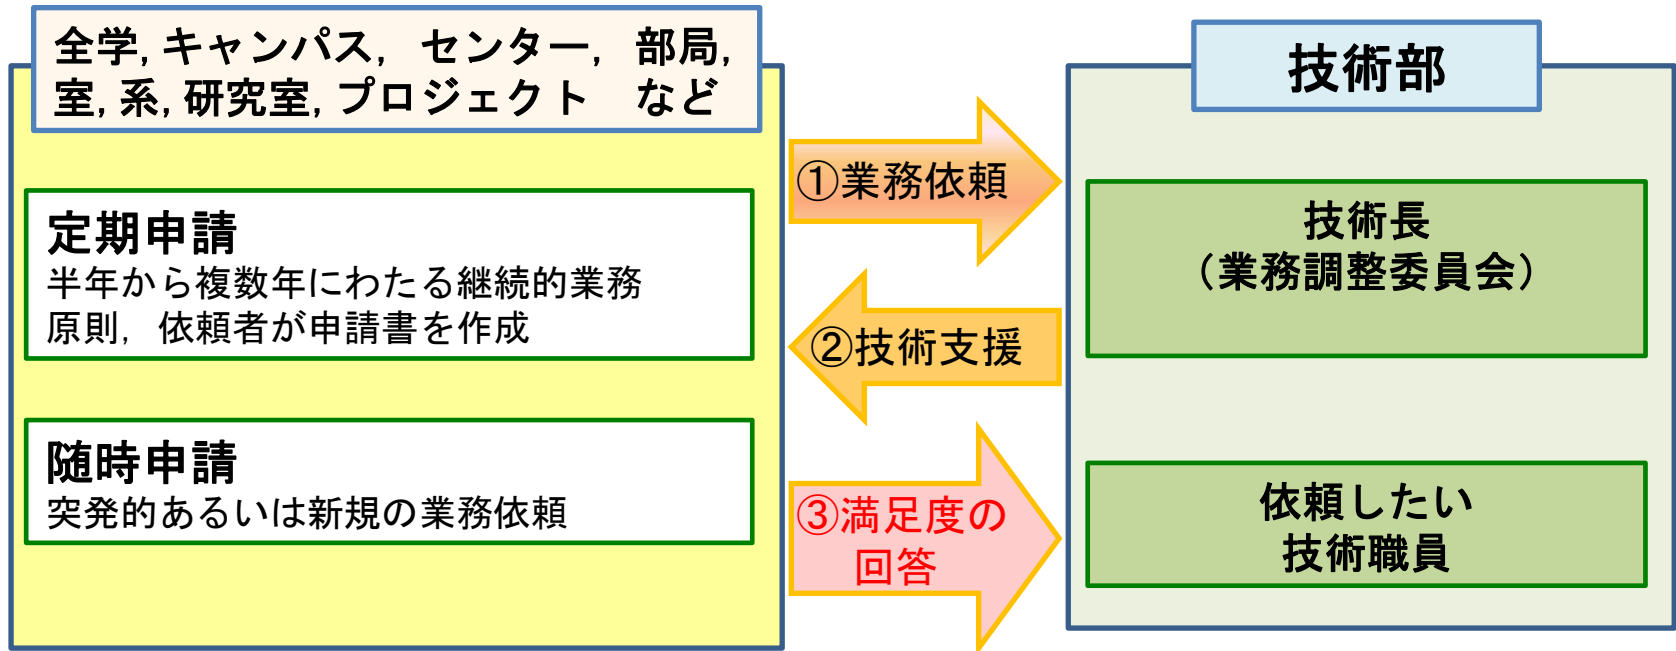 全学,キャンパス, センター, 部局,
室,系,研究室,プロジェクト など
定期申請
半年から複数年にわたる継続的業務
原則, 依頼者が申請書を作成
随時申請
突発的あるいは新規の業務依頼
①業務依頼
②技術支援
③満足度の
回答
技術部
技術長
（業務調整委員会）
依頼したい
技術職員